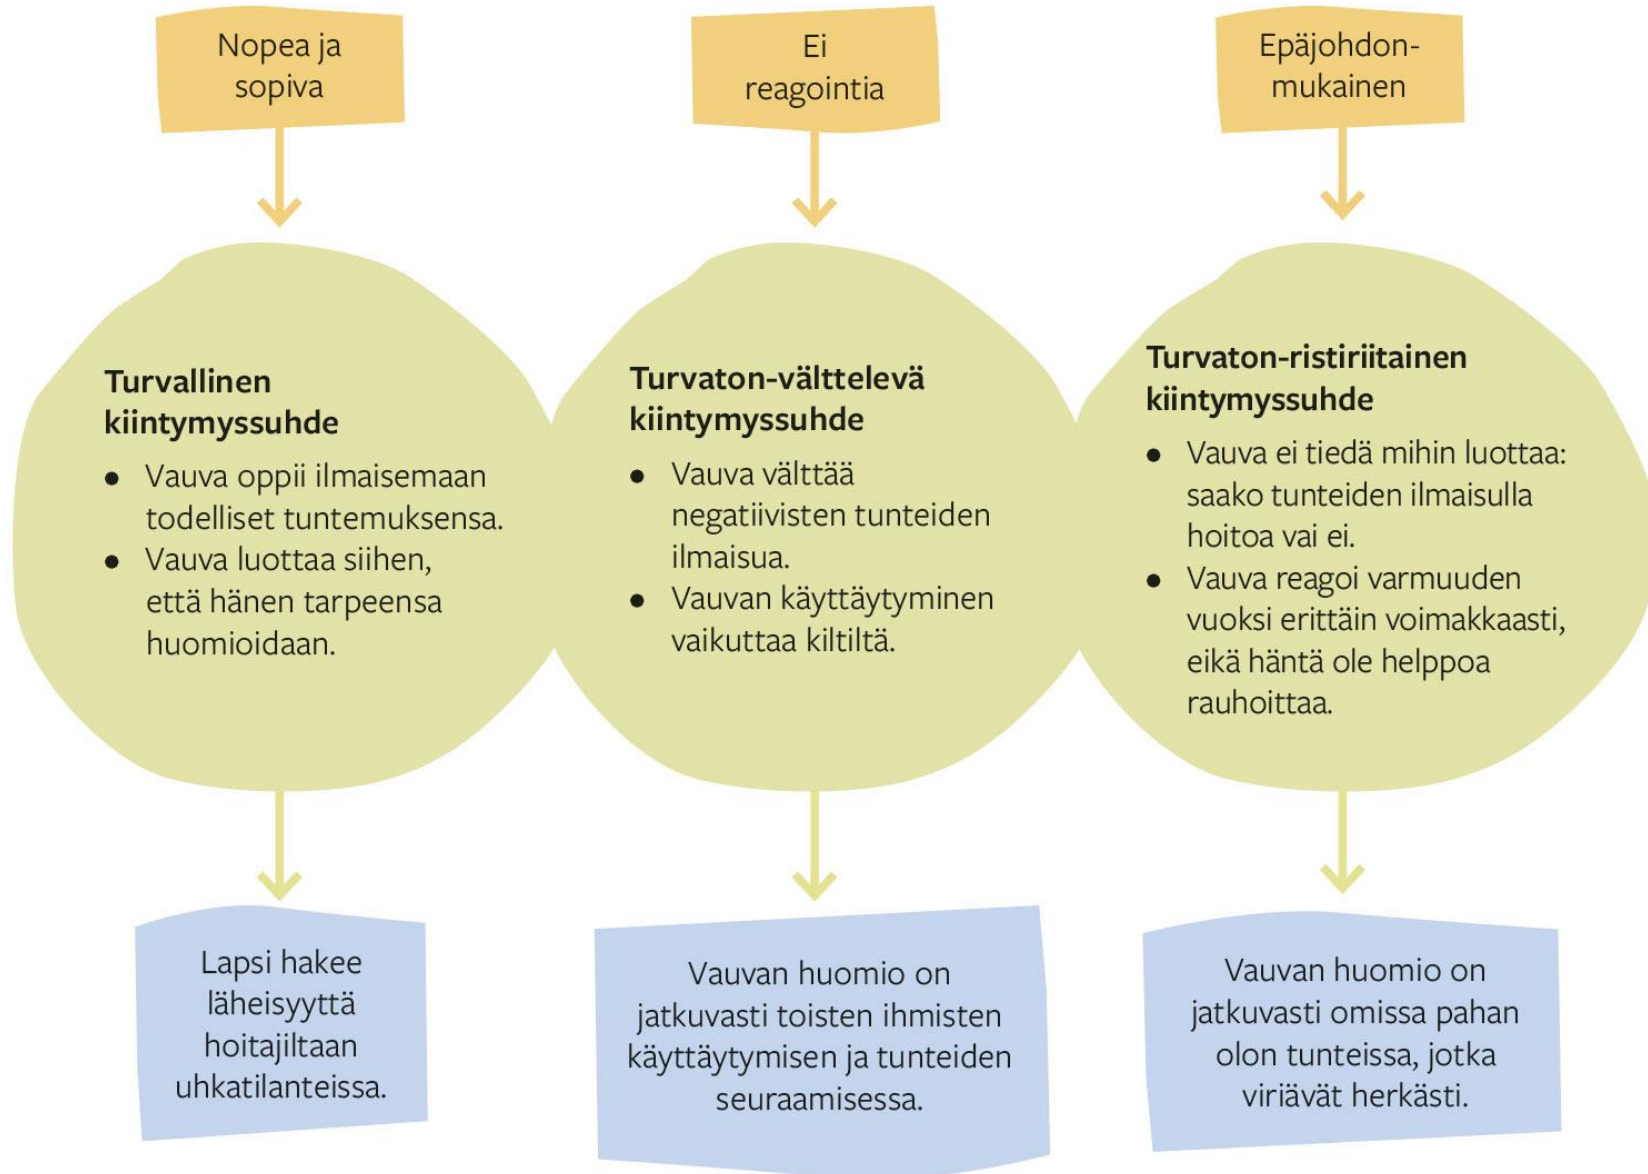 Nopea ja
sopiva
Ei
reagointia
Epäjohdon-
mukainen
Turvallinen
kiintymyssuhde
• Vauva oppii ilmaisemaan
todelliset tuntemuksensa.
• Vauva luottaa siihen,
että hänen tarpeensa
huomioidaan.
Turvaton-välttelevä
kiintymyssuhde
• Vauva välttää
negatiivisten tunteiden
ilmaisua.
• Vauvan käyttäytyminen
vaikuttaa kiltiltä.
Turvaton-ristiriitainen
kiintymyssuhde
• Vauva ei tiedä mihin luottaa:
saako tunteiden ilmaisulla
hoitoa vai ei.
• Vauva reagoi varmuuden
vuoksi erittäin voimakkaasti,
eikä häntä ole helppoa
rauhoittaa.
Lapsi hakee
läheisyyttä
hoitajiltaan
uhkatilanteissa.
Vauvan huomio on
jatkuvasti toisten ihmisten
käyttäytymisen ja tunteiden
seuraamisessa.
Vauvan huomio on
jatkuvasti omissa pahan
olon tunteissa, jotka
viriävät herkästi.